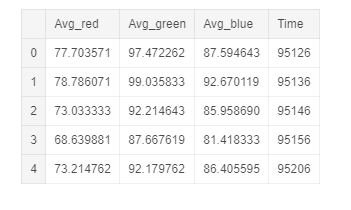 Avg_red Avg_green Avg_blue Time
0 77.703571 97.472262 87.594643 95126
1 78.786071 99.035833 92.670119 95136
2 73.033333 92.214643 85.958690 95146
3 68.639881 87.667619 81.418333 95156
4 73.214762 92.179762 86.405595 95206